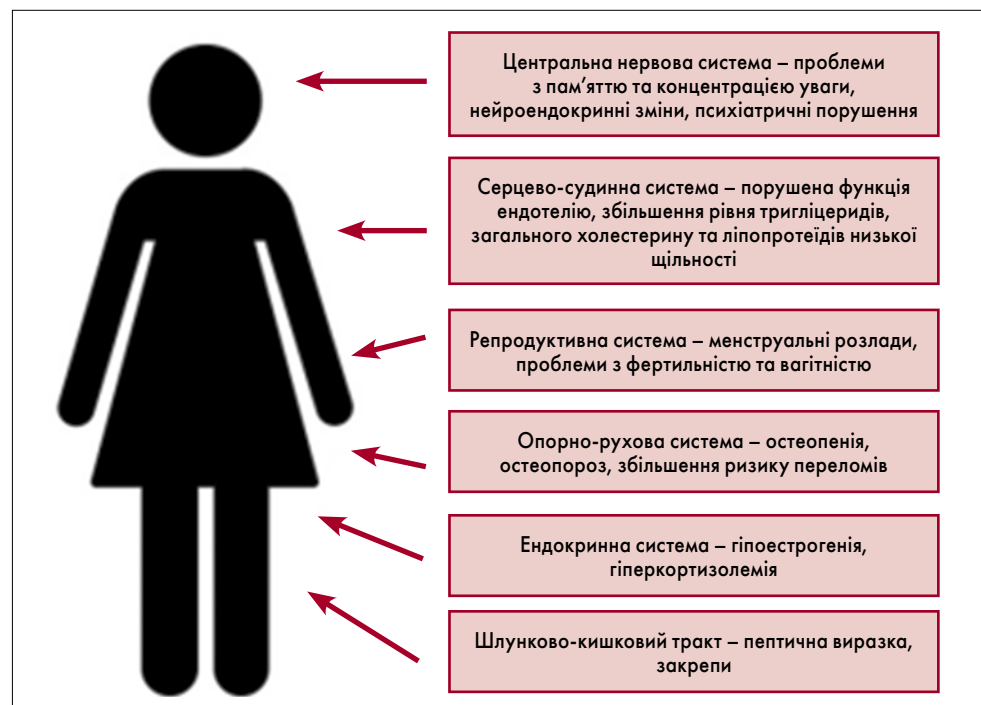 Центральна нервова система – проблеми
з пам’яттю та концентрацією уваги,
нейроендокринні зміни, психіатричні порушення
Серцево-судинна система – порушена функція
ендотелію, збільшення рівня тригліцеридів,
загального холестерину та ліпопротеїдів низької
щільності
Репродуктивна система – менструальні розлади,
проблеми з фертильністю та вагітністю
Опорно-рухова система – остеопенія,
остеопороз, збільшення ризику переломів
Ендокринна система – гіпоестрогенія,
гіперкортизолемія
Шлунково-кишковий тракт – пептична виразка,
закрепи